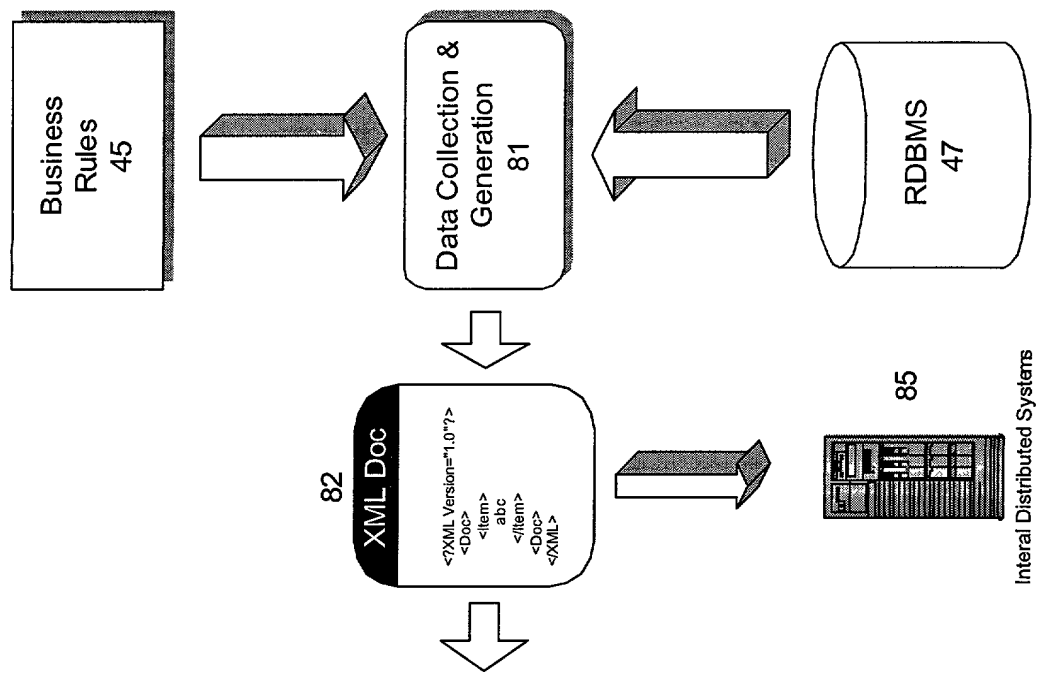 Business
Rules
45
Data Collection &
Generation
81
RDBMS
47
82
XML Doc
<?XML Version="1.0"?>
<Doc>
<Item>
abc
</Item>
<Doc>
</XML>
85
Interal Distributed Systems